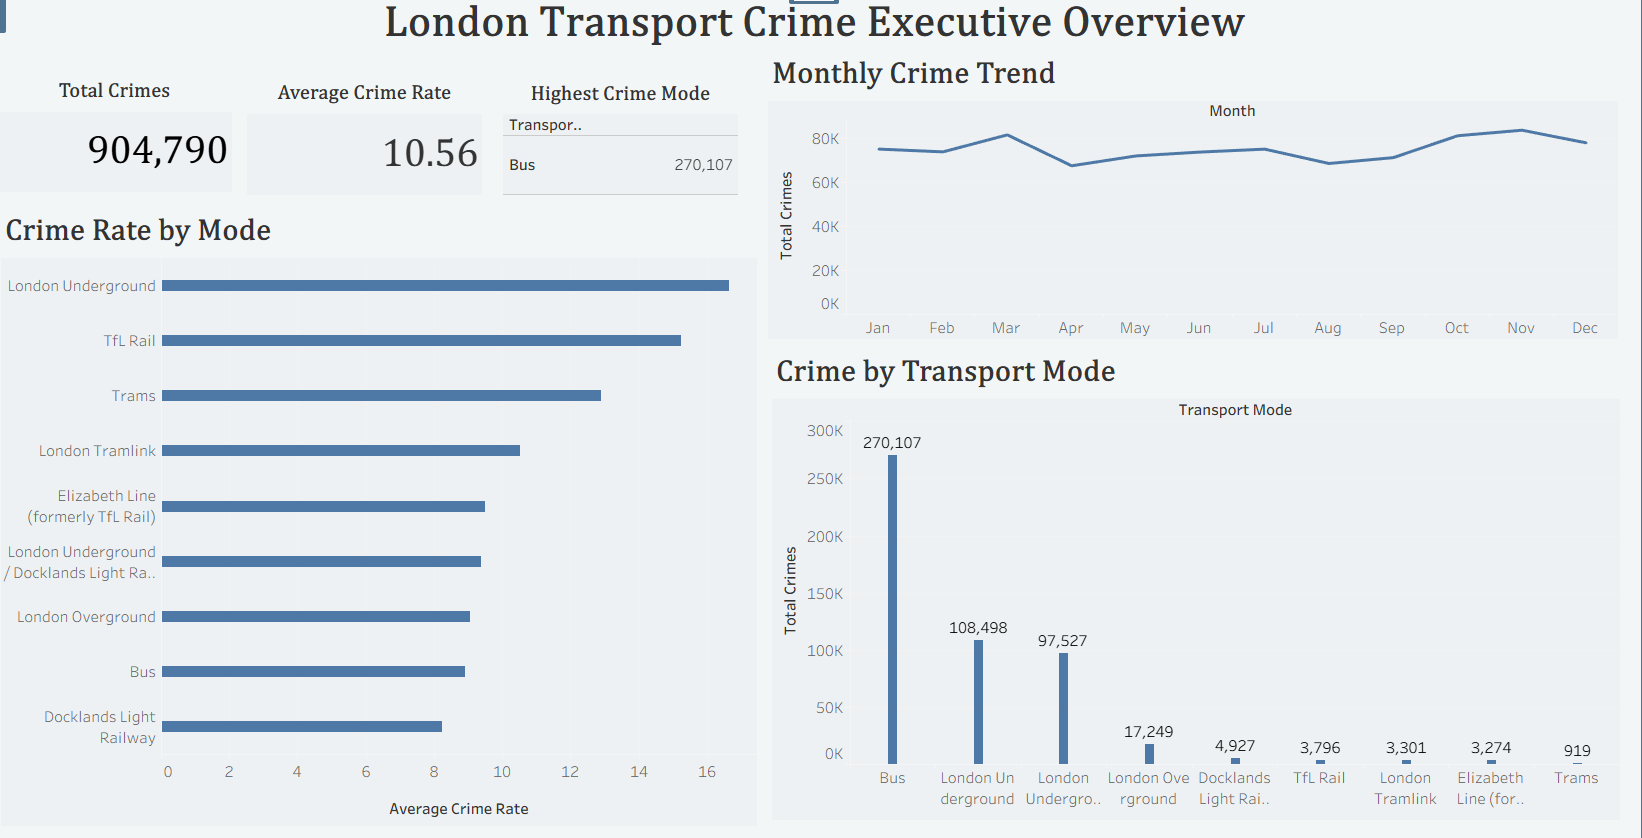 London Transport Crime Executive Overview
Total Crimes
904,790
Average Crime Rate
10.56
Highest Crime Mode
Transpor..
Bus 270,107
Crime Rate by Mode
London Underground
TfL Rail
Trams
London Tramlink
Elizabeth Line
(formerly TfL Rail)
London Underground
/ Docklands Light Ra..
London Overground
Bus
Docklands Light
Railway
0 2 4 6 8 10 12 14 16
Average Crime Rate
Monthly Crime Trend
Month
80K
60K
40K
20K
0K
Total Crimes
Jan Feb Mar Apr May Jun Jul Aug Sep Oct Nov Dec
Crime by Transport Mode
Transport Mode
300K
250K
200K
150K
100K
50K
0K
Total Crimes
270,107
108,498
97,527
17,249
4,927
3,796
3,301
3,274
919
Bus
London Un
derground
London
Undergro..
London Ove
rground
Docklands
Light Rai..
TfL Rail
London
Tramlink
Elizabeth
Line (for..
Trams